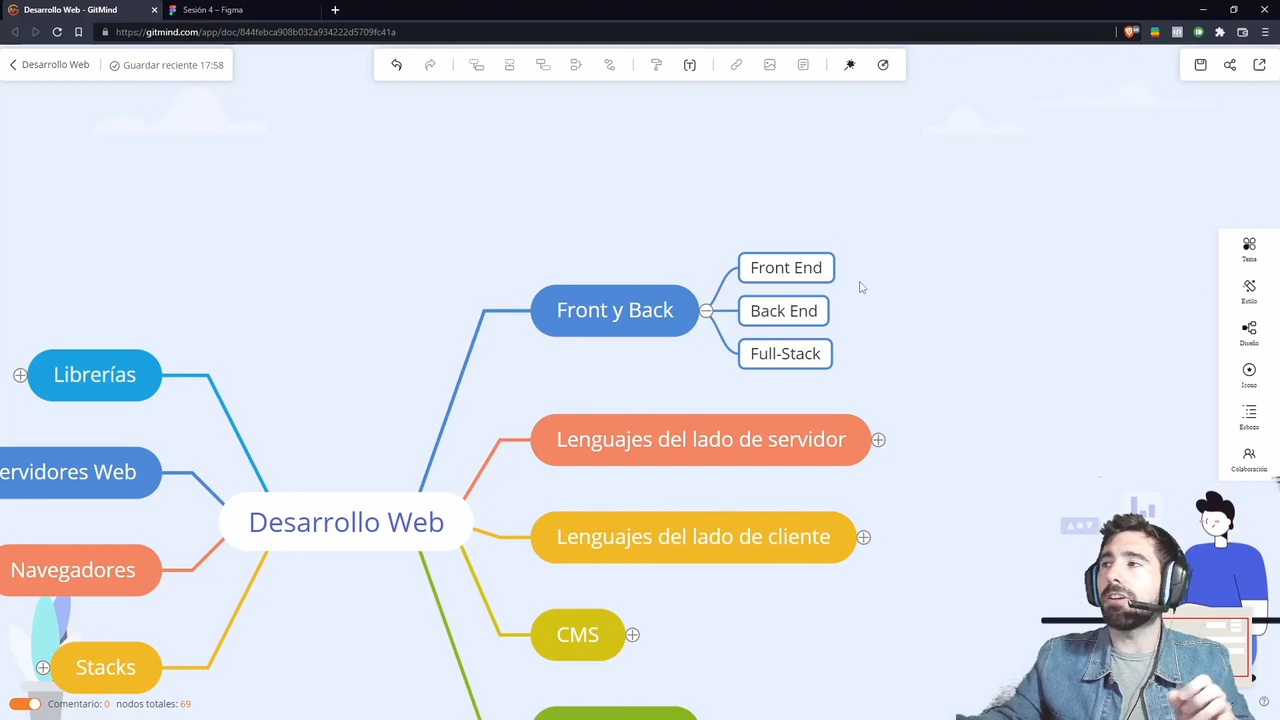 Desarrollo Web - GitMind
Sesión 4 – Figma
https://gitmind.com/app/doc/844febca908b032a934222d5709fc41a
Desarrollo Web
Guardar reciente 17:58
Front End
Front y Back
Back End
Full-Stack
Librerías
Lenguajes del lado de servidor
ervidores Web
Desarrollo Web
Lenguajes del lado de cliente
Navegadores
CMS
Stacks
Tema
Estilo
Diseño
Icono
Esbozo
Colaboración
Comentario: 0 nodos totales: 69